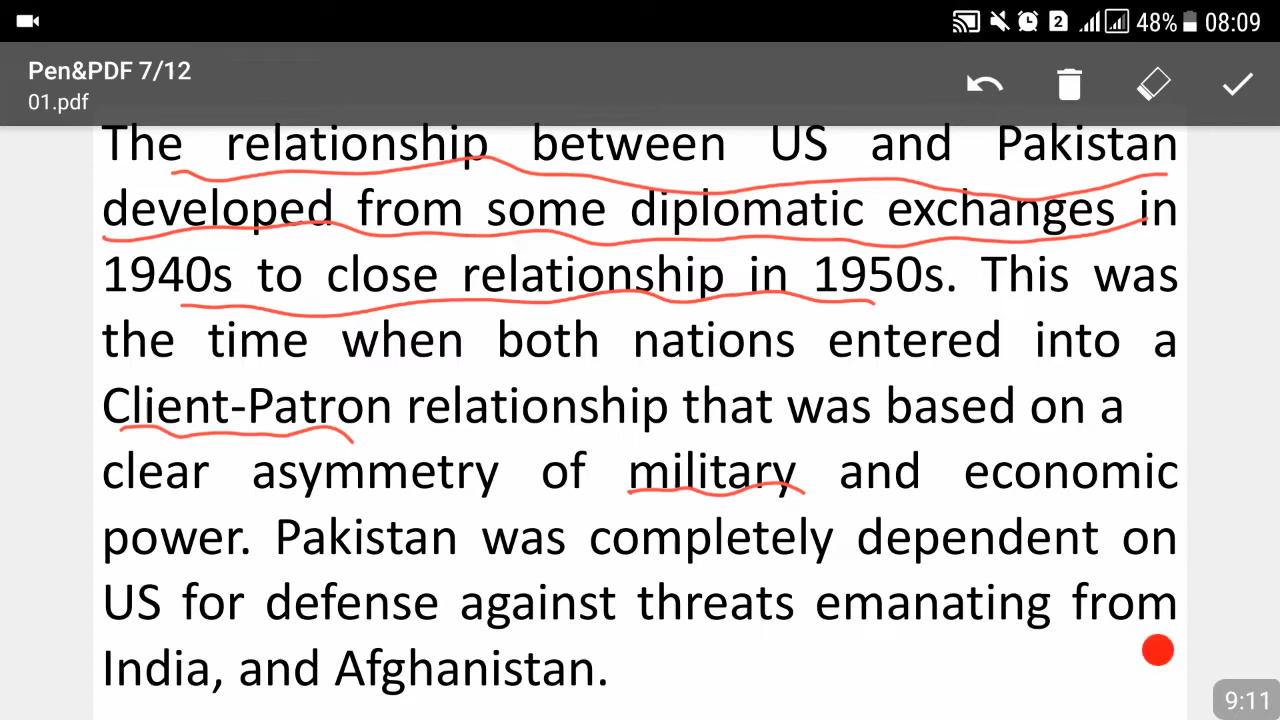 2 48% 08:09
Pen&PDF 7/12
01.pdf
The relationship between US and Pakistan
developed from some diplomatic exchanges in
1940s to close relationship in 1950s. This was
the time when both nations entered into a
Client-Patron relationship that was based on a
clear asymmetry of military and economic
power. Pakistan was completely dependent on
US for defense against threats emanating from
India, and Afghanistan.
9:11